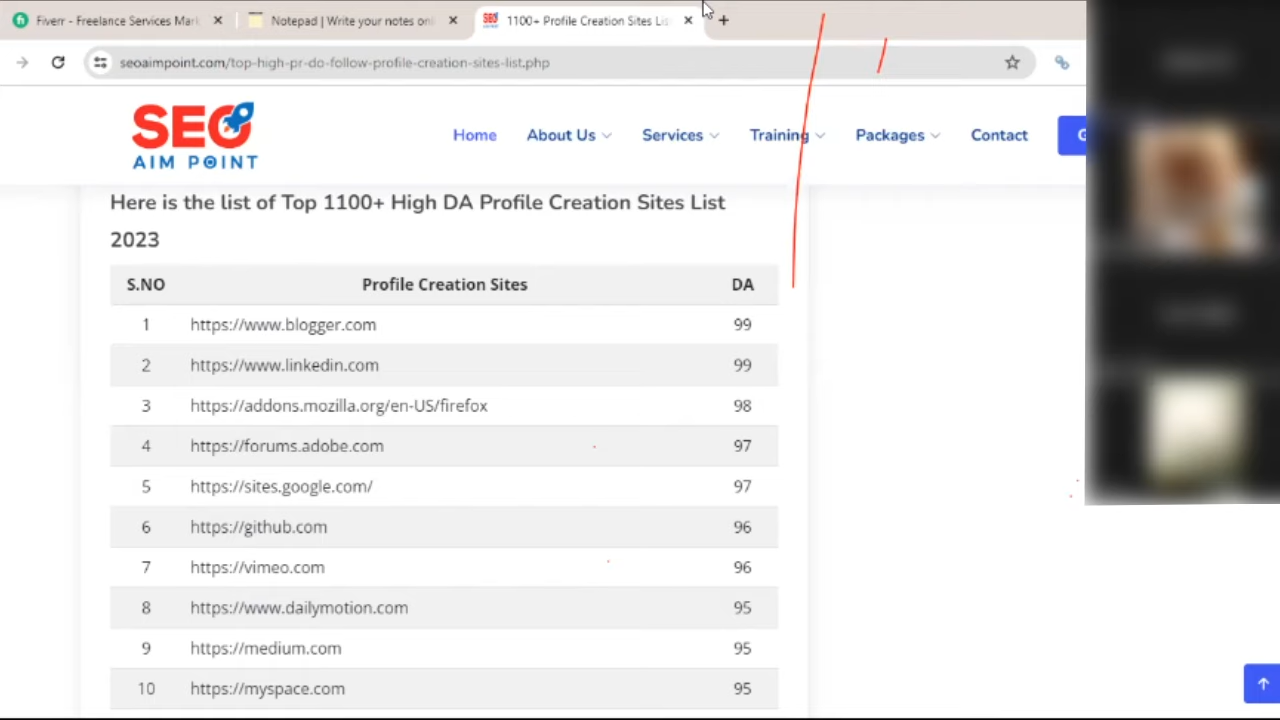 Fiverr - Freelance Services Mark
Notepad | Write your notes onl
1100+ Profile Creation Sites Lis
seoaimpoint.com/top-high-pr-do-follow-profile-creation-sites-list.php
SEO
AIM POINT
Home About Us Services Training Packages Contact G
Here is the list of Top 1100+ High DA Profile Creation Sites List
2023
S.NO Profile Creation Sites DA
1 https://www.blogger.com 99
2 https://www.linkedin.com 99
3 https://addons.mozilla.org/en-US/firefox 98
4 https://forums.adobe.com 97
5 https://sites.google.com/ 97
6 https://github.com 96
7 https://vimeo.com 96
8 https://www.dailymotion.com 95
9 https://medium.com 95
10 https://myspace.com 95